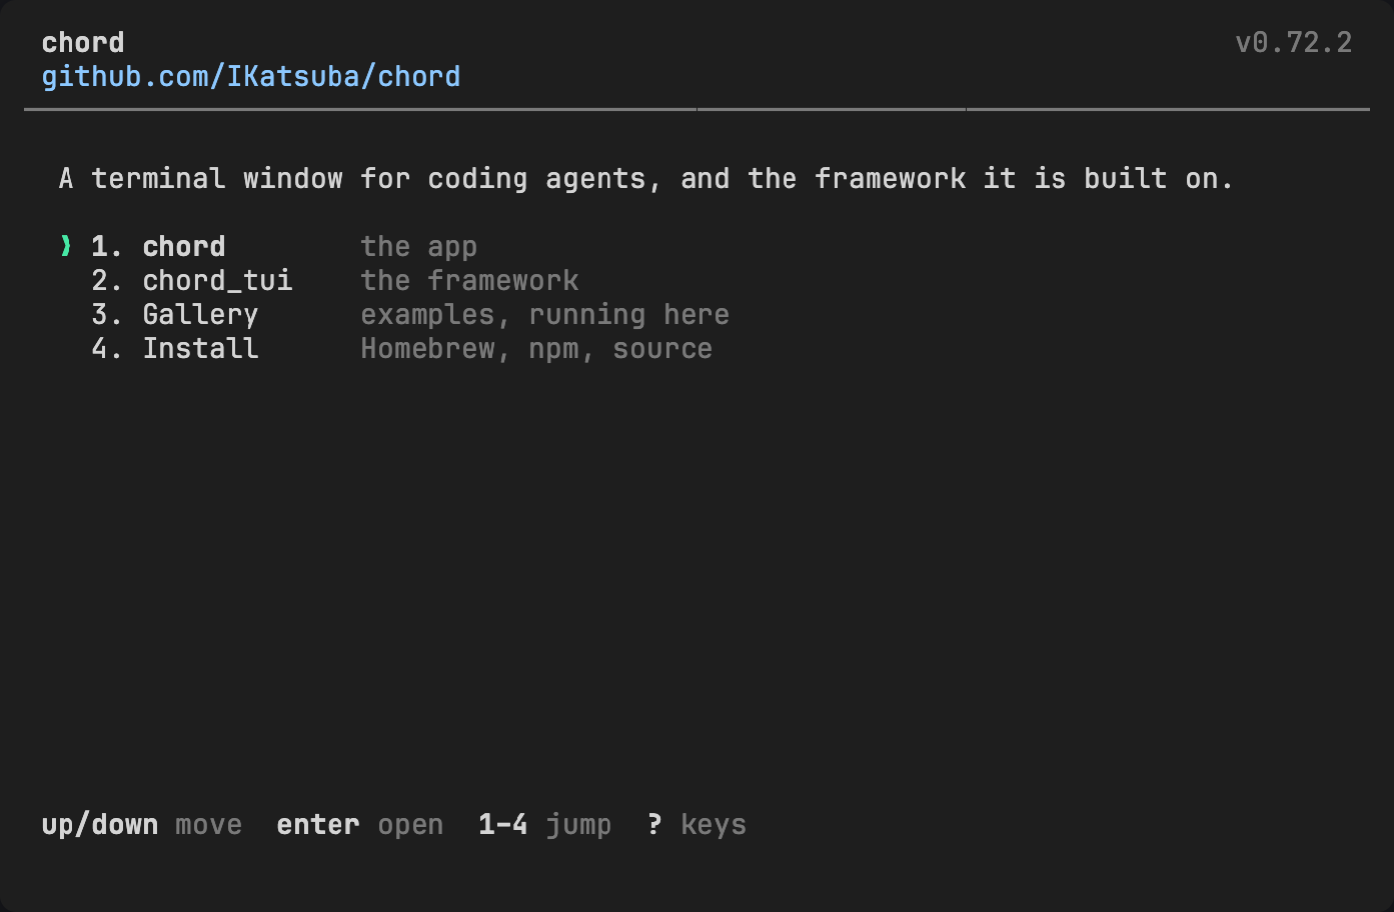 chord v0.72.2
github.com/IKatsuba/chord
A terminal window for coding agents, and the framework it is built on.
❫ 1. chord the app
2. chord_tui the framework
3. Gallery examples, running here
4. Install Homebrew, npm, source
up/down move enter open 1-4 jump ? keys